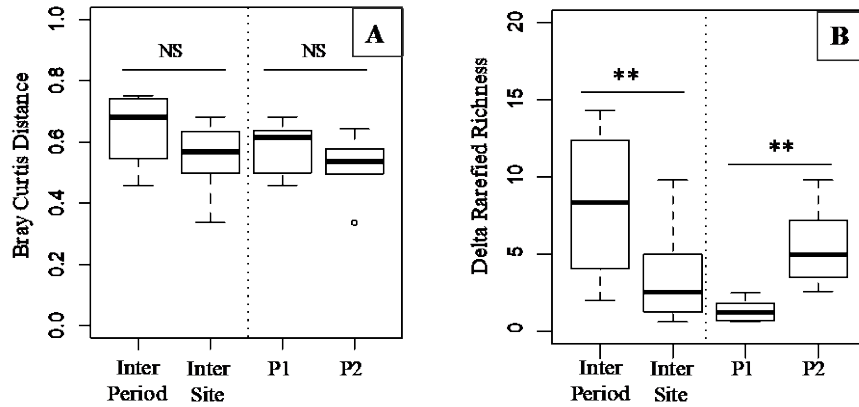 A
NS
NS
1.0
0.8
0.6
0.4
0.2
0.0
Bray Curtis Distance
Inter Period
Inter Site
P1
P2
B
**
**
20
15
10
5
0
Delta Rarefied Richness
Inter Period
Inter Site
P1
P2